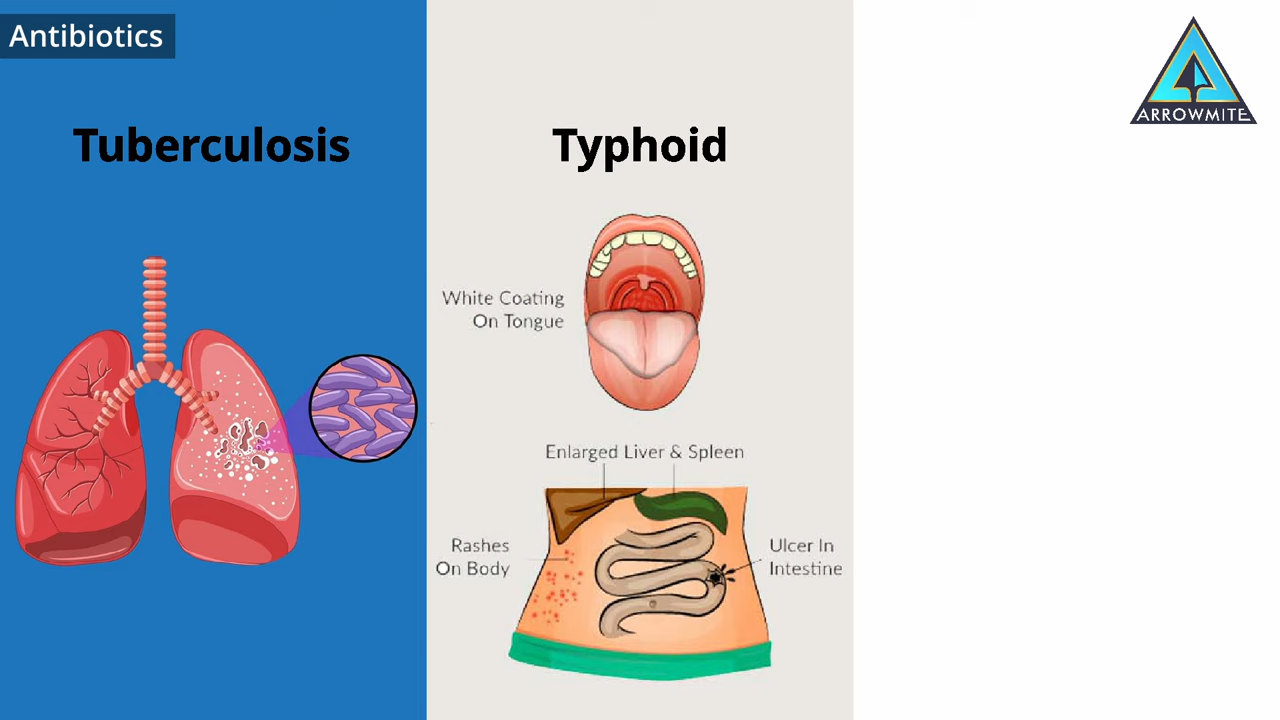 Antibiotics
ARROWMITE
Tuberculosis
Typhoid
White Coating
On Tongue
Enlarged Liver & Spleen
Rashes
On Body
Ulcer In
Intestine